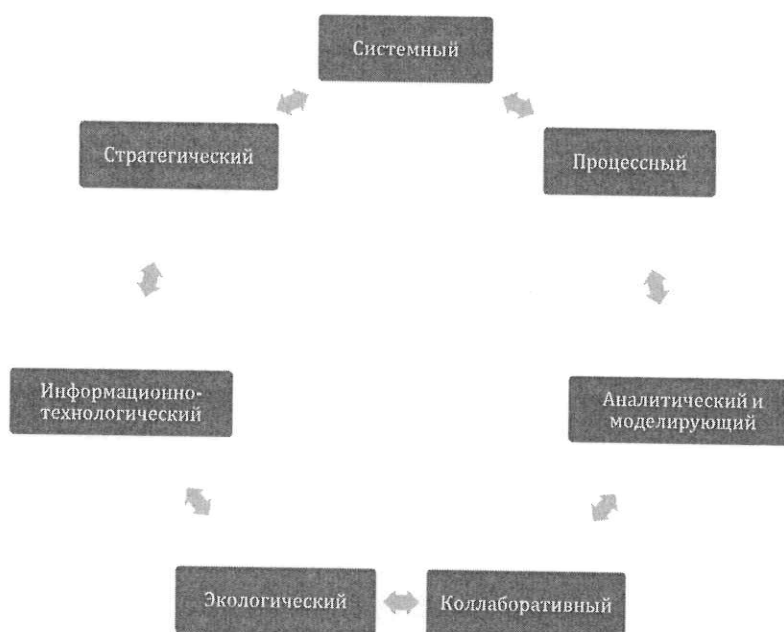 Системный
Стратегический
Процессный
Информационно-
технологический
Аналитический и
моделирующий
Экологический
Коллаборативный